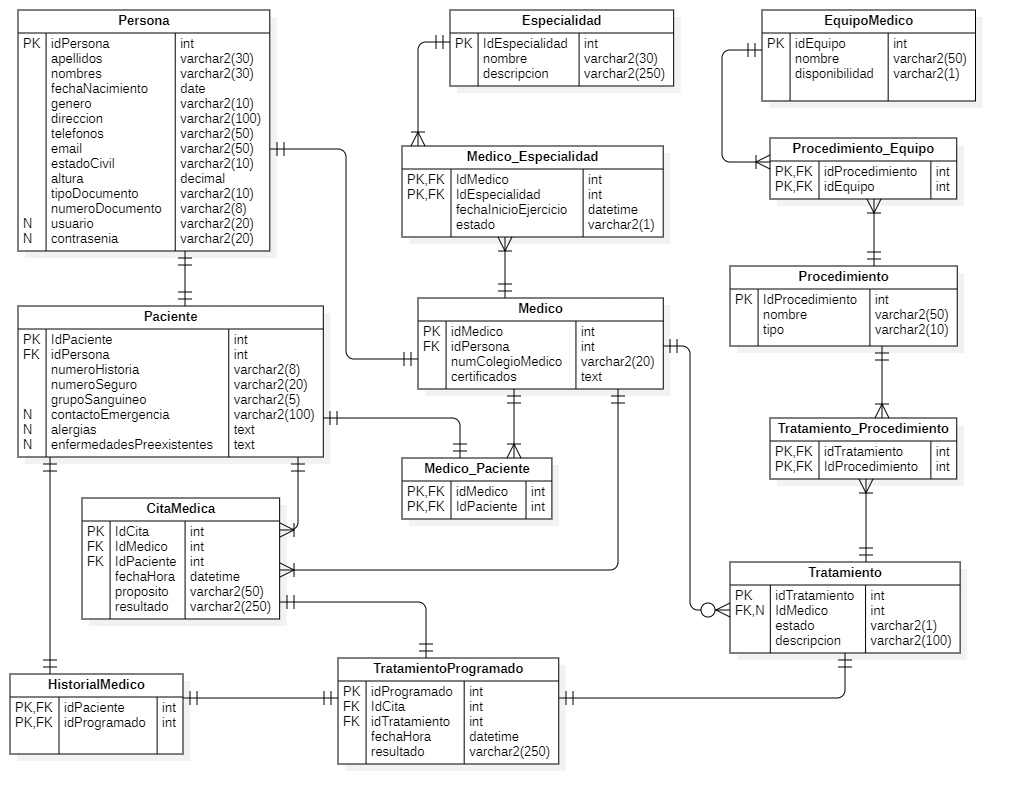 Persona
PK idPersona int
apellidos varchar2(30)
nombres varchar2(30)
fechaNacimiento date
genero varchar2(10)
direccion varchar2(100)
telefonos varchar2(50)
email varchar2(50)
estadoCivil varchar2(10)
altura decimal
tipoDocumento varchar2(10)
numeroDocumento varchar2(8)
N usuario varchar2(20)
N contrasenia varchar2(20)
Especialidad
PK IdEspecialidad int
nombre varchar2(30)
descripcion varchar2(250)
EquipoMedico
PK idEquipo int
nombre varchar2(50)
disponibilidad varchar2(1)
Medico_Especialidad
PK,FK IdMedico int
PK,FK IdEspecialidad int
fechaInicioEjercicio datetime
estado varchar2(1)
Procedimiento_Equipo
PK,FK idProcedimiento int
PK,FK idEquipo int
Procedimiento
PK IdProcedimiento int
nombre varchar2(50)
tipo varchar2(10)
Paciente
PK IdPaciente int
FK idPersona int
numeroHistoria varchar2(8)
numeroSeguro varchar2(20)
grupoSanguineo varchar2(5)
N contactoEmergencia varchar2(100)
N alergias text
N enfermedadesPreexistentes text
Medico
PK idMedico int
FK idPersona int
numColegioMedico varchar2(20)
certificados text
Tratamiento_Procedimiento
PK,FK idTratamiento int
PK,FK IdProcedimiento int
Medico_Paciente
PK,FK idMedico int
PK,FK IdPaciente int
CitaMedica
PK IdCita int
FK IdMedico int
FK IdPaciente int
fechaHora datetime
proposito varchar2(50)
resultado varchar2(250)
Tratamiento
PK idTratamiento int
FK,N IdMedico int
estado varchar2(1)
descripcion varchar2(100)
HistorialMedico
PK,FK idPaciente int
PK,FK idProgramado int
TratamientoProgramado
PK idProgramado int
FK IdCita int
FK idTratamiento int
fechaHora datetime
resultado varchar2(250)